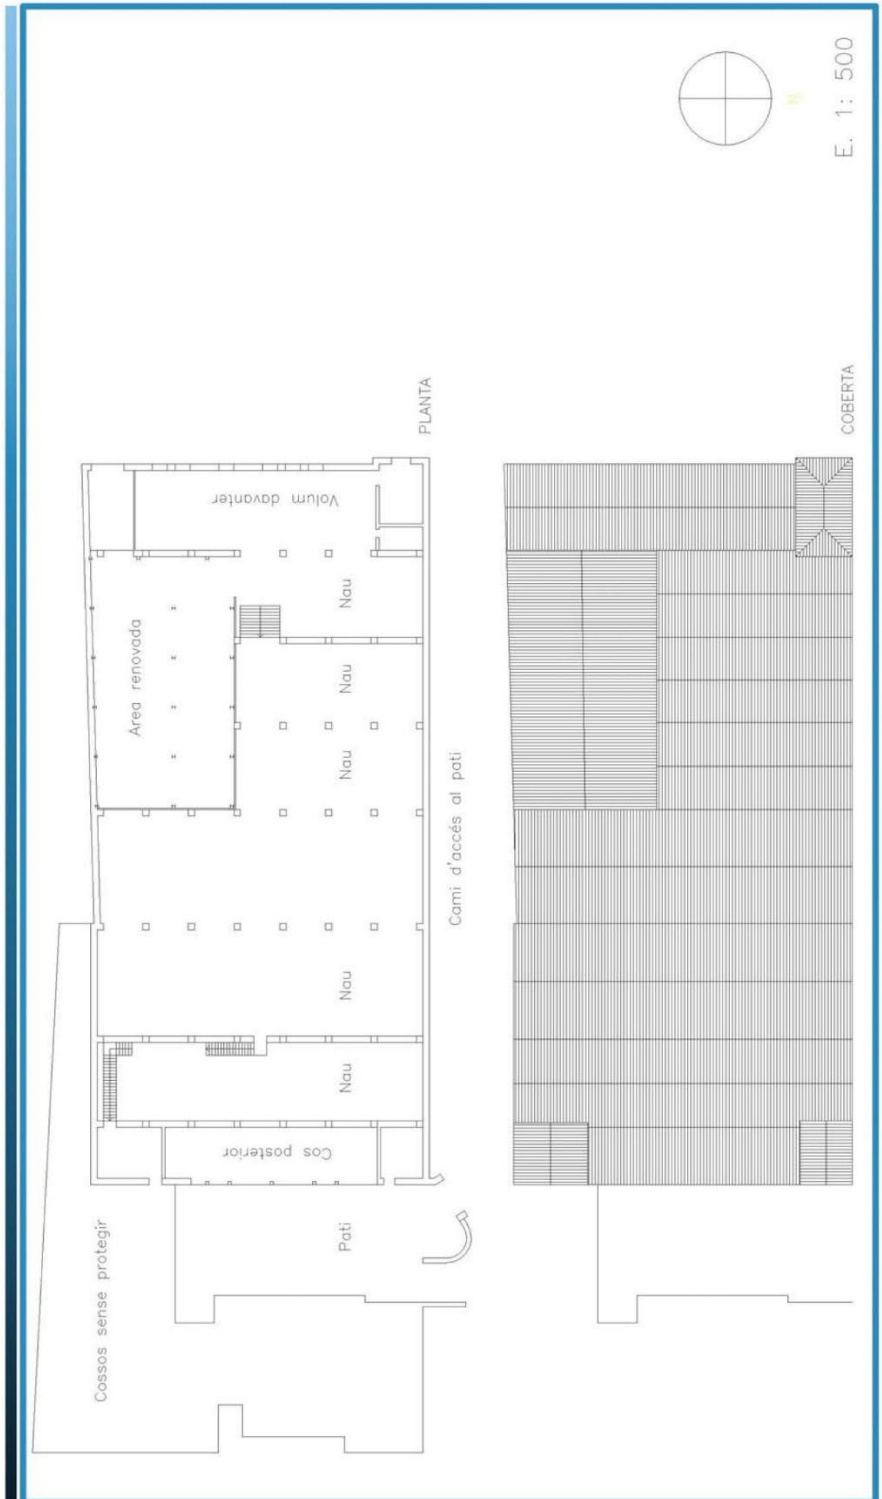 Cossos sense protegir
Area renovada
Cos posterior
Volum davanter
Pati
Nau
Nau
Nau
Nau
Nau
PLANTA
Cami d'accés al pati
N
COBERTA
E. 1: 500